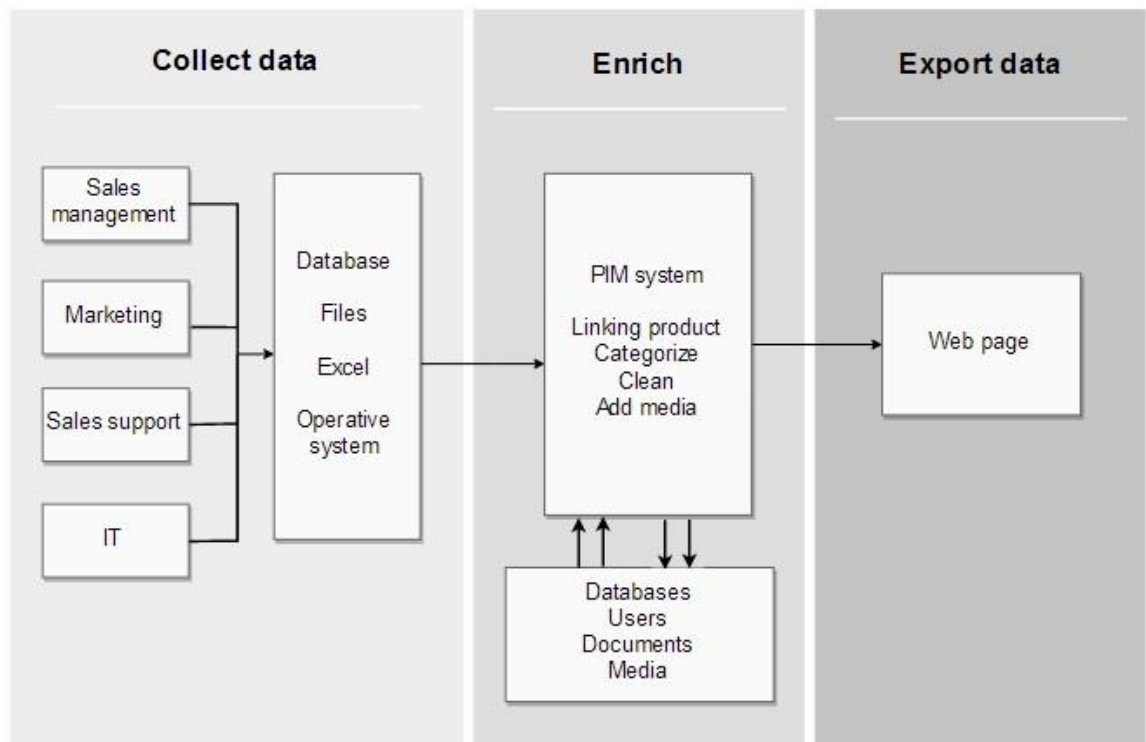 Collect data
Sales
management
Marketing
Sales support
IT
Database
Files
Excel
Operative
system
Enrich
PIM system
Linking product
Categorize
Clean
Add media
Databases
Users
Documents
Media
Export data
Web page